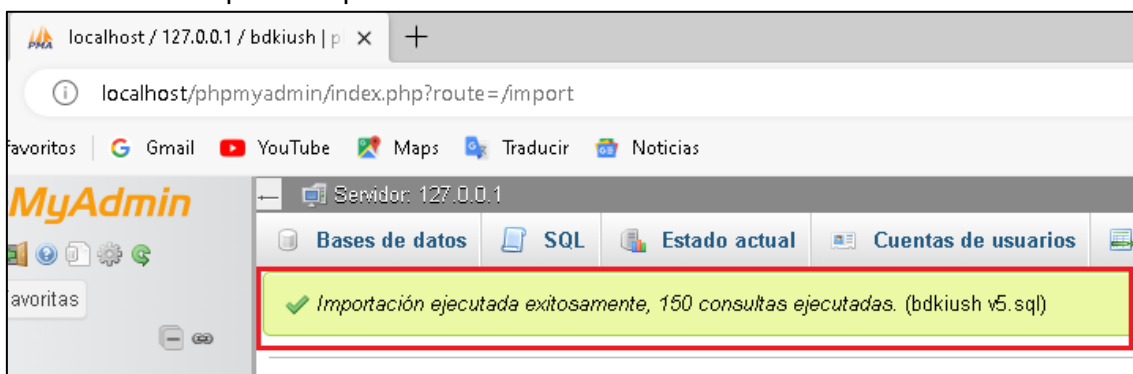 localhost / 127.0.0.1 / bdkiush | p
localhost/phpmyadmin/index.php?route=/import
favoritos Gmail YouTube Maps Traducir Noticias
MyAdmin
Servidor: 127.0.0.1
Bases de datos SQL Estado actual Cuentas de usuarios
avoritas
Importación ejecutada exitosamente, 150 consultas ejecutadas. (bdkiush v5.sql)